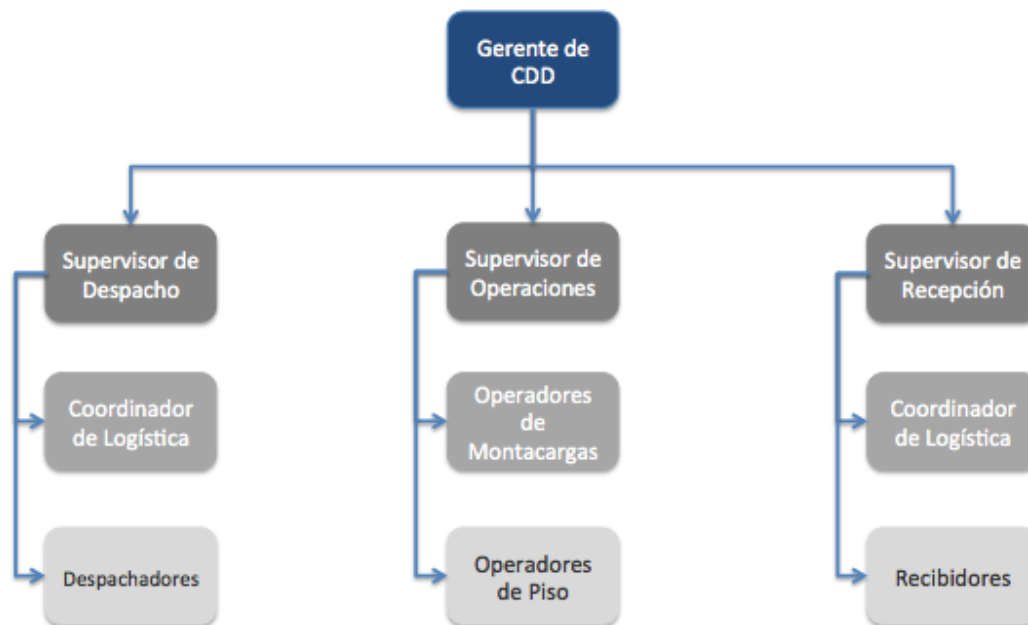 Gerente de
CDD
Supervisor de
Despacho
Supervisor de
Operaciones
Supervisor de
Recepción
Coordinador
de Logística
Operadores
de
Montacargas
Coordinador
de Logística
Despachadores
Operadores
de Piso
Recibidores